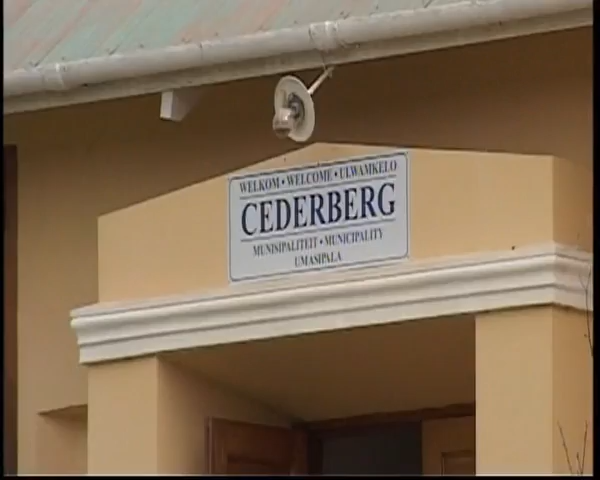 WELKOM • WELCOME • ULWAMKELO
CEDERBERG
MUNISIPALITEIT • MUNICIPALITY
UMASIPALA